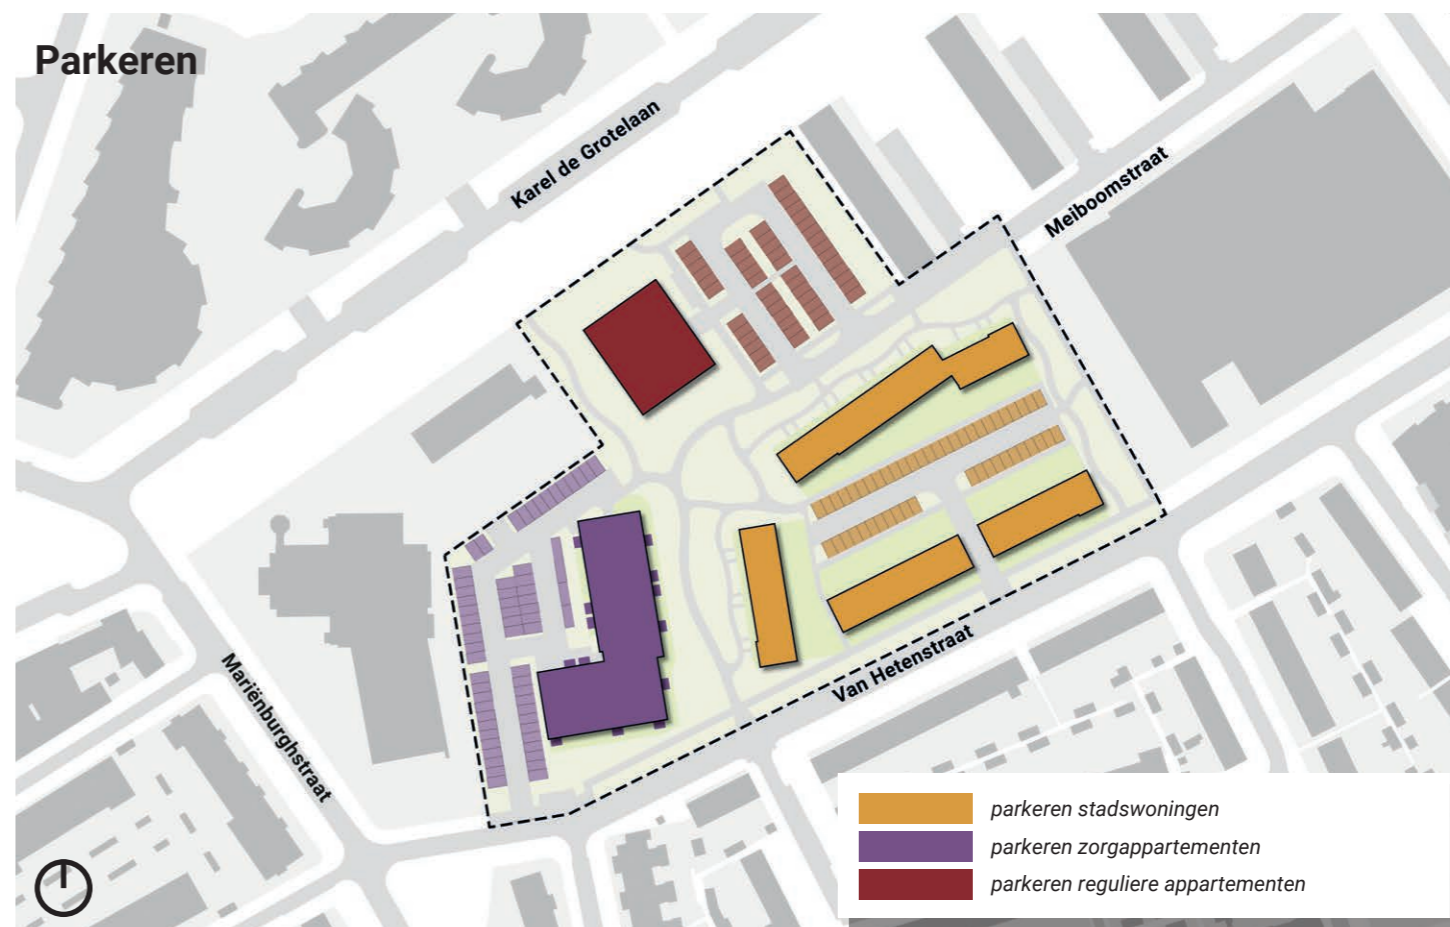 Parkeren
Karel de Grotelaan
Meiboomstraat
Van Hetenstraat
Mariënburghstraat
parkeren stadswoningen
parkeren zorgappartementen
parkeren reguliere appartementen